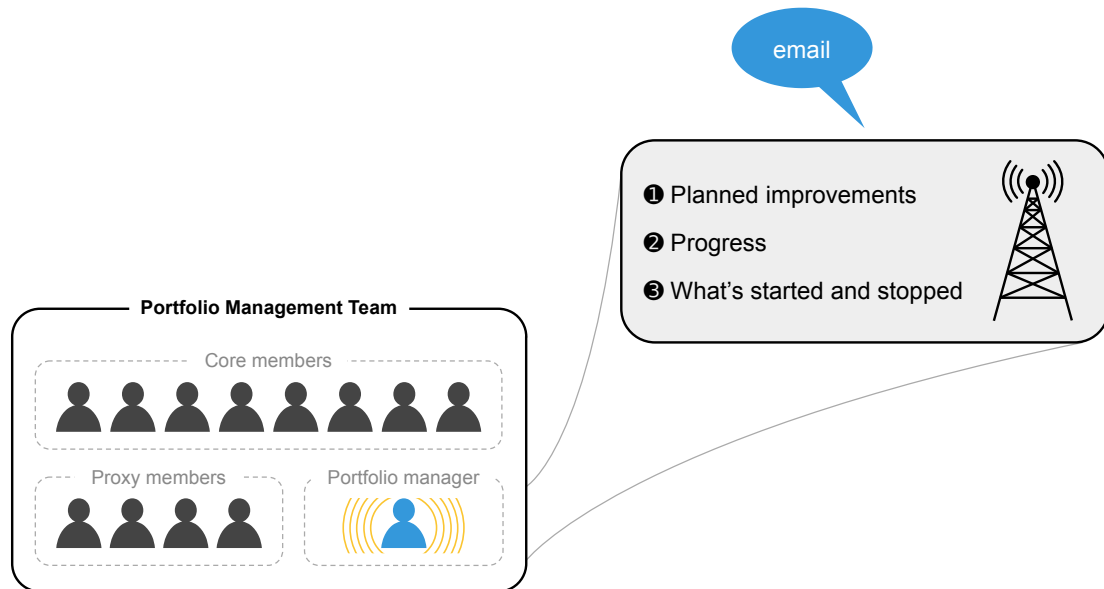 email
❶ Planned improvements
❷ Progress
❸ What's started and stopped
Portfolio Management Team
Core members
Proxy members
Portfolio manager